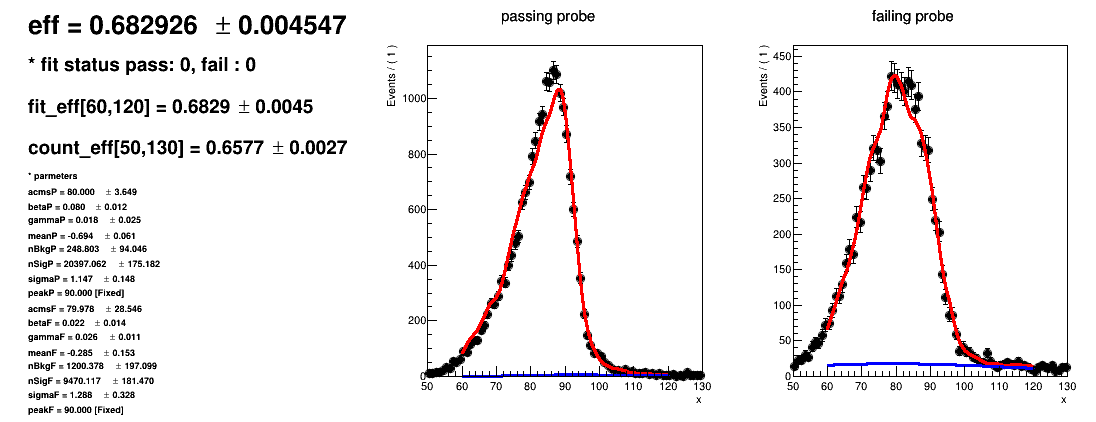 eff = 0.682926 ± 0.004547
* fit status pass: 0, fail : 0
fit_eff[60,120] = 0.6829 ± 0.0045
count_eff[50,130] = 0.6577 ± 0.0027
* parmeters
acmsP = 80.000 ± 3.649
betaP = 0.080 ± 0.012
gammaP = 0.018 ± 0.025
meanP = -0.694 ± 0.061
nBkgP = 248.803 ± 94.046
nSigP = 20397.062 ± 175.182
sigmaP = 1.147 ± 0.148
peakP = 90.000 [Fixed]
acmsF = 79.978 ± 28.546
betaF = 0.022 ± 0.014
gammaF = 0.026 ± 0.011
meanF = -0.285 ± 0.153
nBkgF = 1200.378 ± 197.099
nSigF = 9470.117 ± 181.470
sigmaF = 1.288 ± 0.328
peakF = 90.000 [Fixed]
passing probe
Events / ( 1 )
1000
800
600
400
200
0
50 60 70 80 90 100 110 120 130
x
failing probe
Events / ( 1 )
450
400
350
300
250
200
150
100
50
0
50 60 70 80 90 100 110 120 130
x